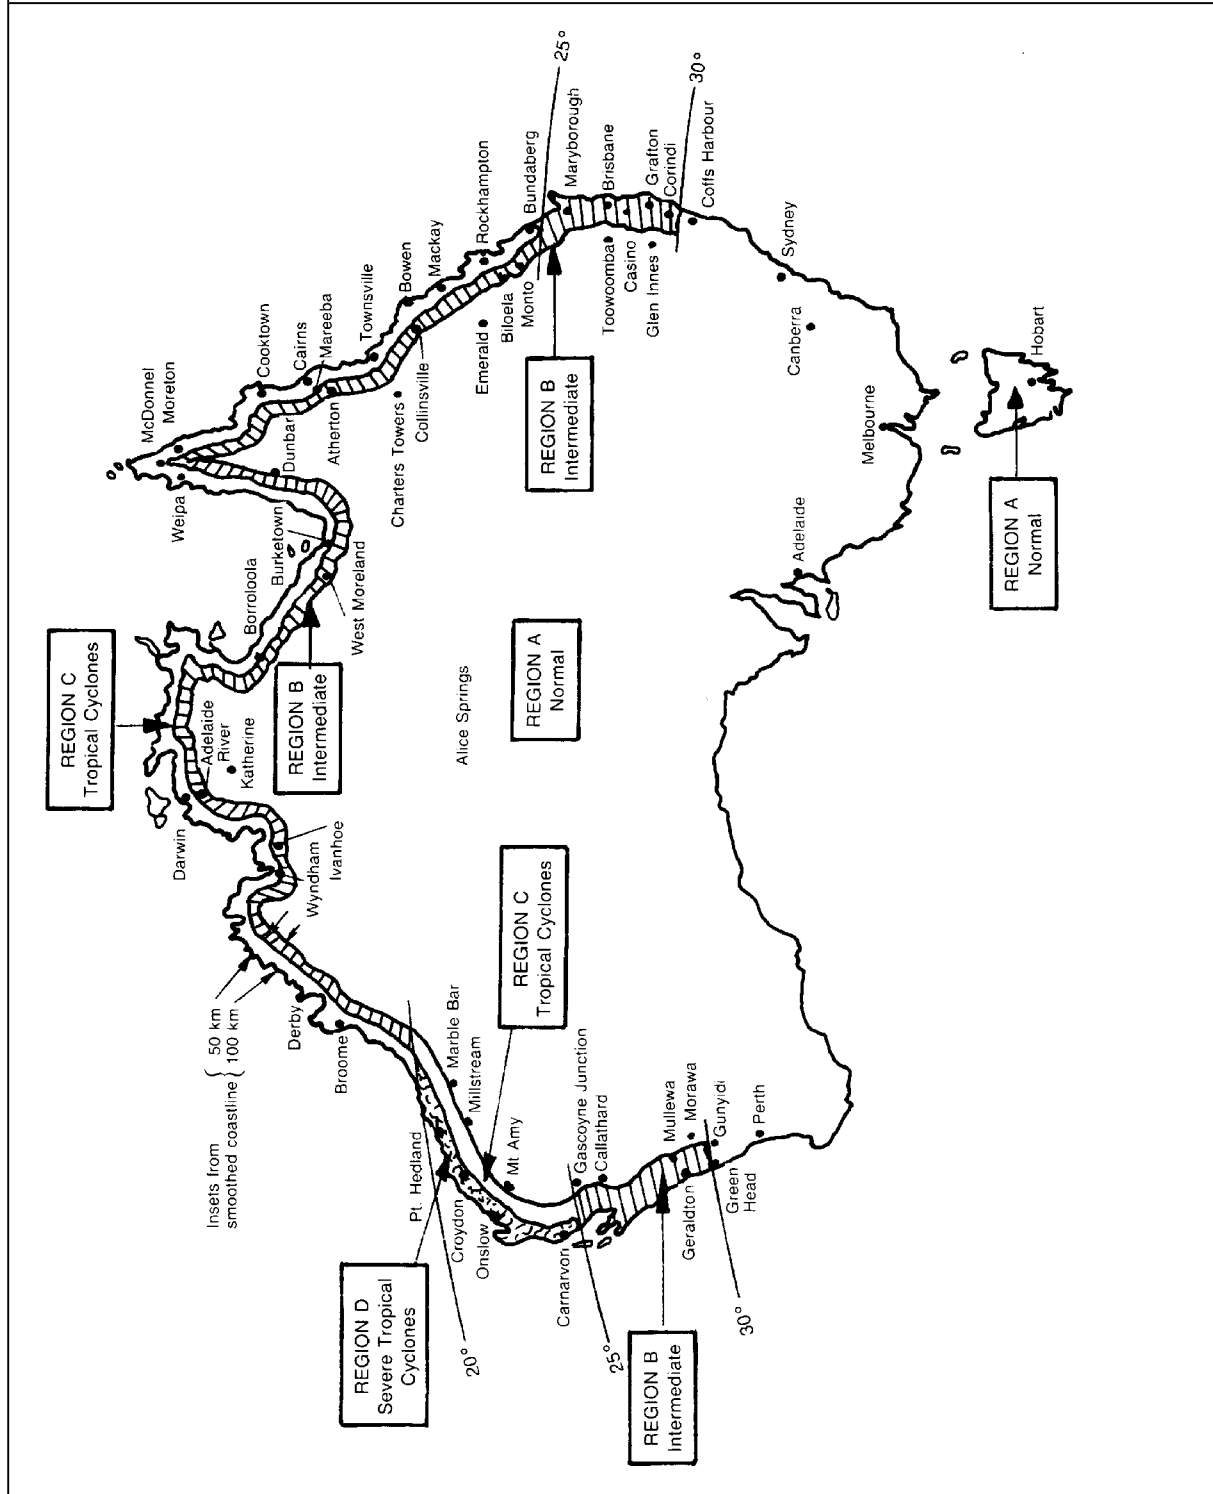 REGION C
Tropical Cyclones
McDonnel
Moreton
Weipa
Cooktown
Cairns
Mareeba
Dunbar
Atherton
Townsville
Charters Towers
Collinsville
Bowen
Mackay
Rockhampton
Emerald
Biloela
Monto
Bundaberg
25°
Maryborough
Brisbane
Toowoomba
Casino
Grafton
Glen Innes
Corindi
30°
Coffs Harbour
REGION B
Intermediate
Sydney
Canberra
Melbourne
Hobart
REGION A
Normal
Adelaide
Burketown
West Moreland
Borroloola
REGION B
Intermediate
Adelaide
River
Katherine
Darwin
Alice Springs
REGION A
Normal
Wyndham
Ivanhoe
Insets from
smoothed coastline
50 km
100 km
Derby
Broome
REGION C
Tropical Cyclones
Marble Bar
Millstream
Mt Amy
Pt. Hedland
Croydon
Onslow
REGION D
Severe Tropical
Cyclones
20°
Carnarvon
Gascoyne Junction
Callathard
25°
REGION B
Intermediate
Mullewa
Morawa
Gunyidi
Geraldton
Green
Head
30°
Perth